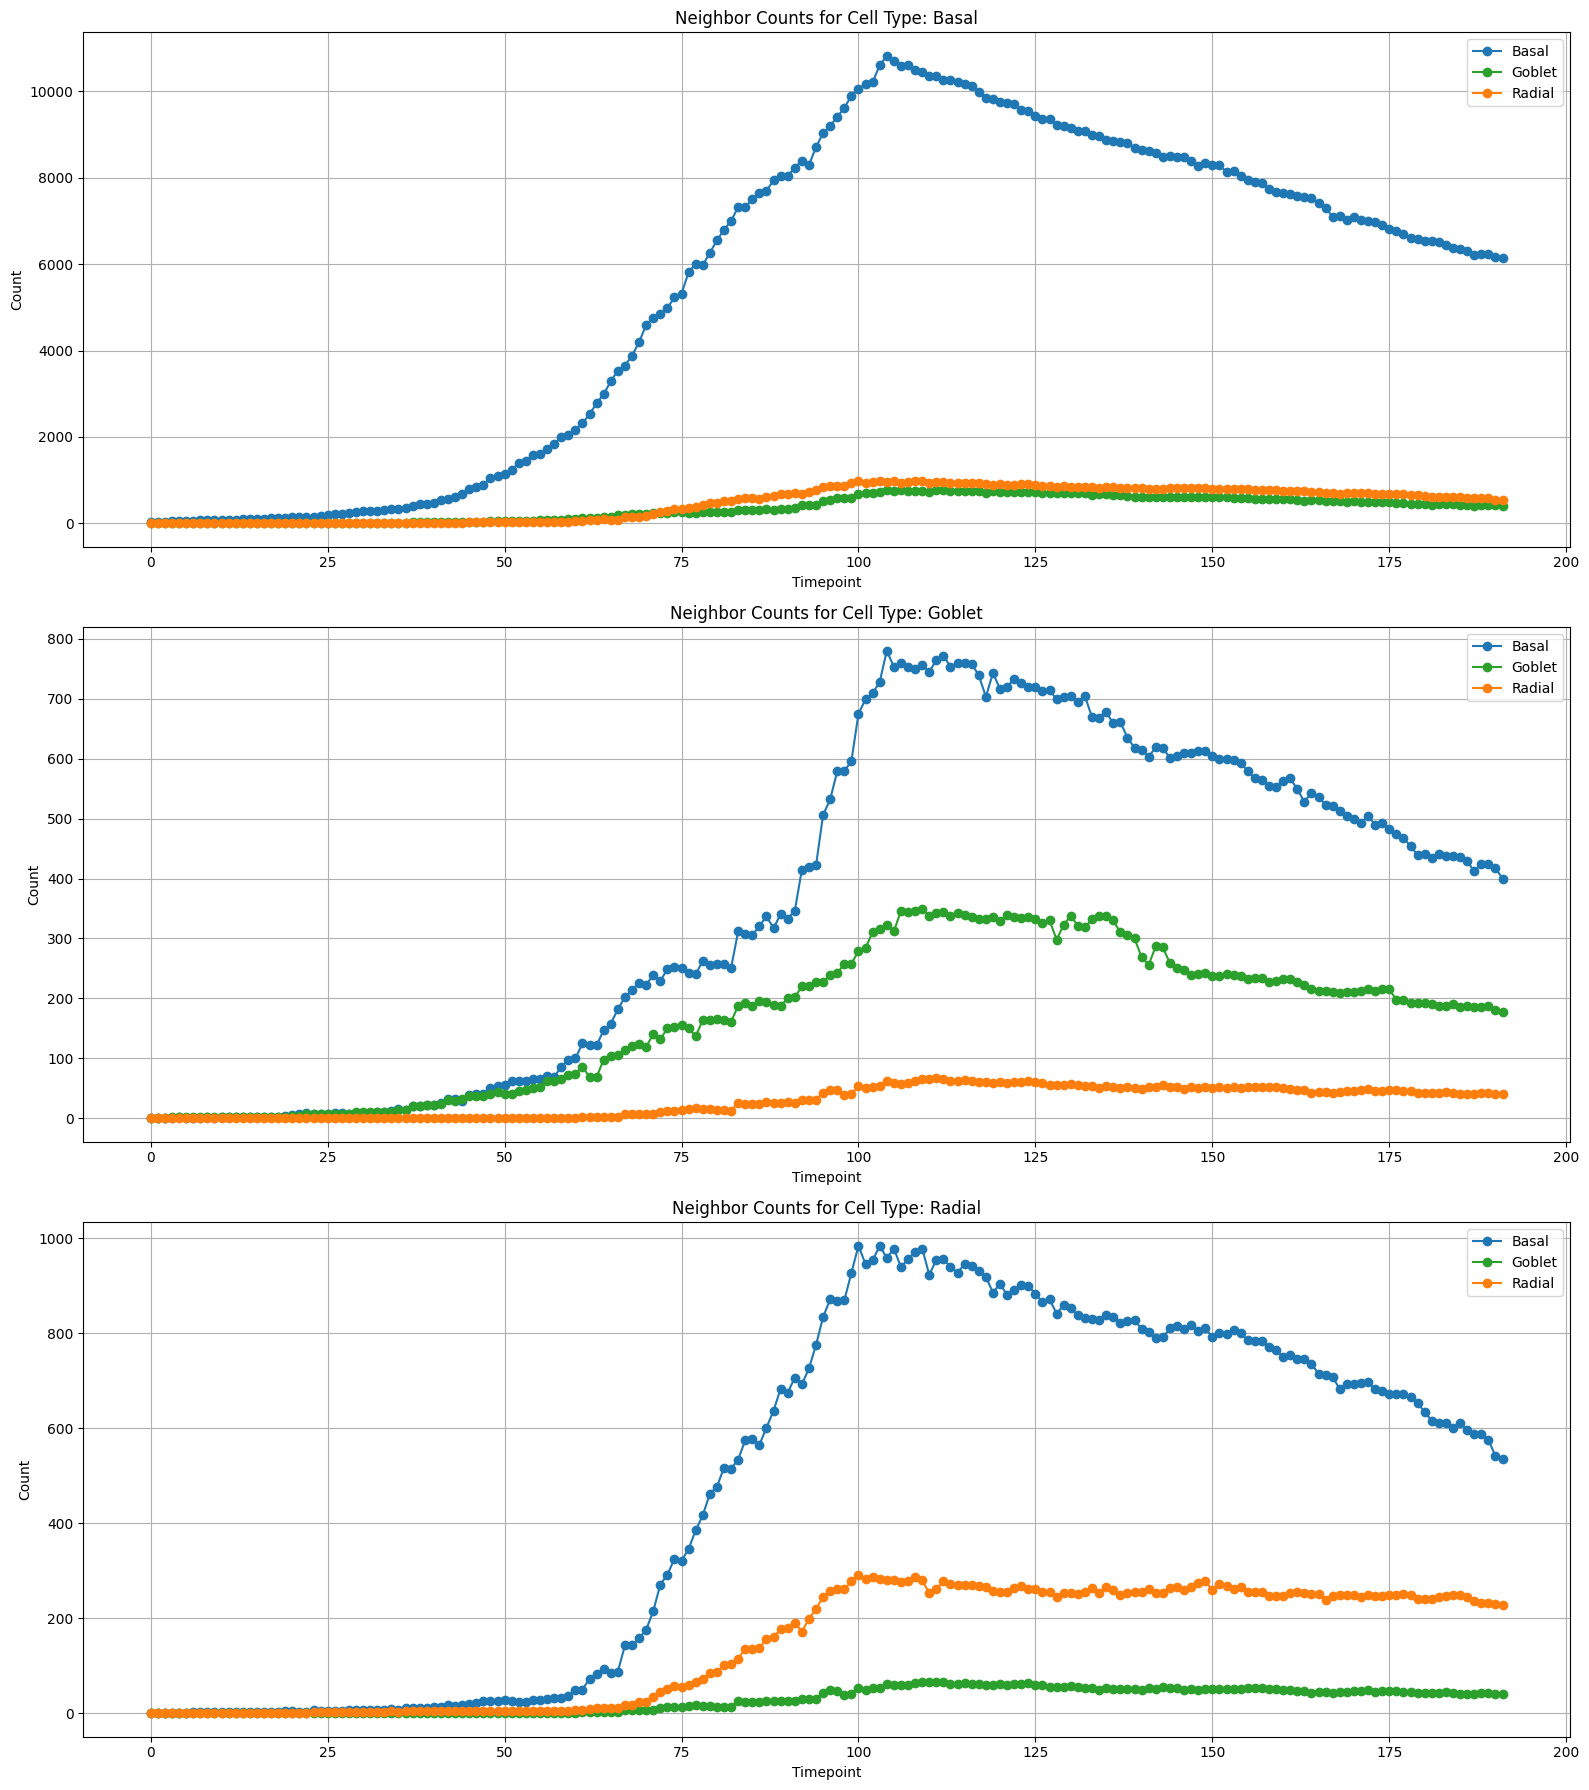 Neighbor Counts for Cell Type: Basal
Basal
Goblet
Radial
10000
8000
6000
4000
2000
0
Count
0 25 50 75 100 125 150 175 200
Timepoint
Neighbor Counts for Cell Type: Goblet
Basal
Goblet
Radial
800
700
600
500
400
300
200
100
0
Count
0 25 50 75 100 125 150 175 200
Timepoint
Neighbor Counts for Cell Type: Radial
Basal
Goblet
Radial
1000
800
600
400
200
0
Count
0 25 50 75 100 125 150 175 200
Timepoint